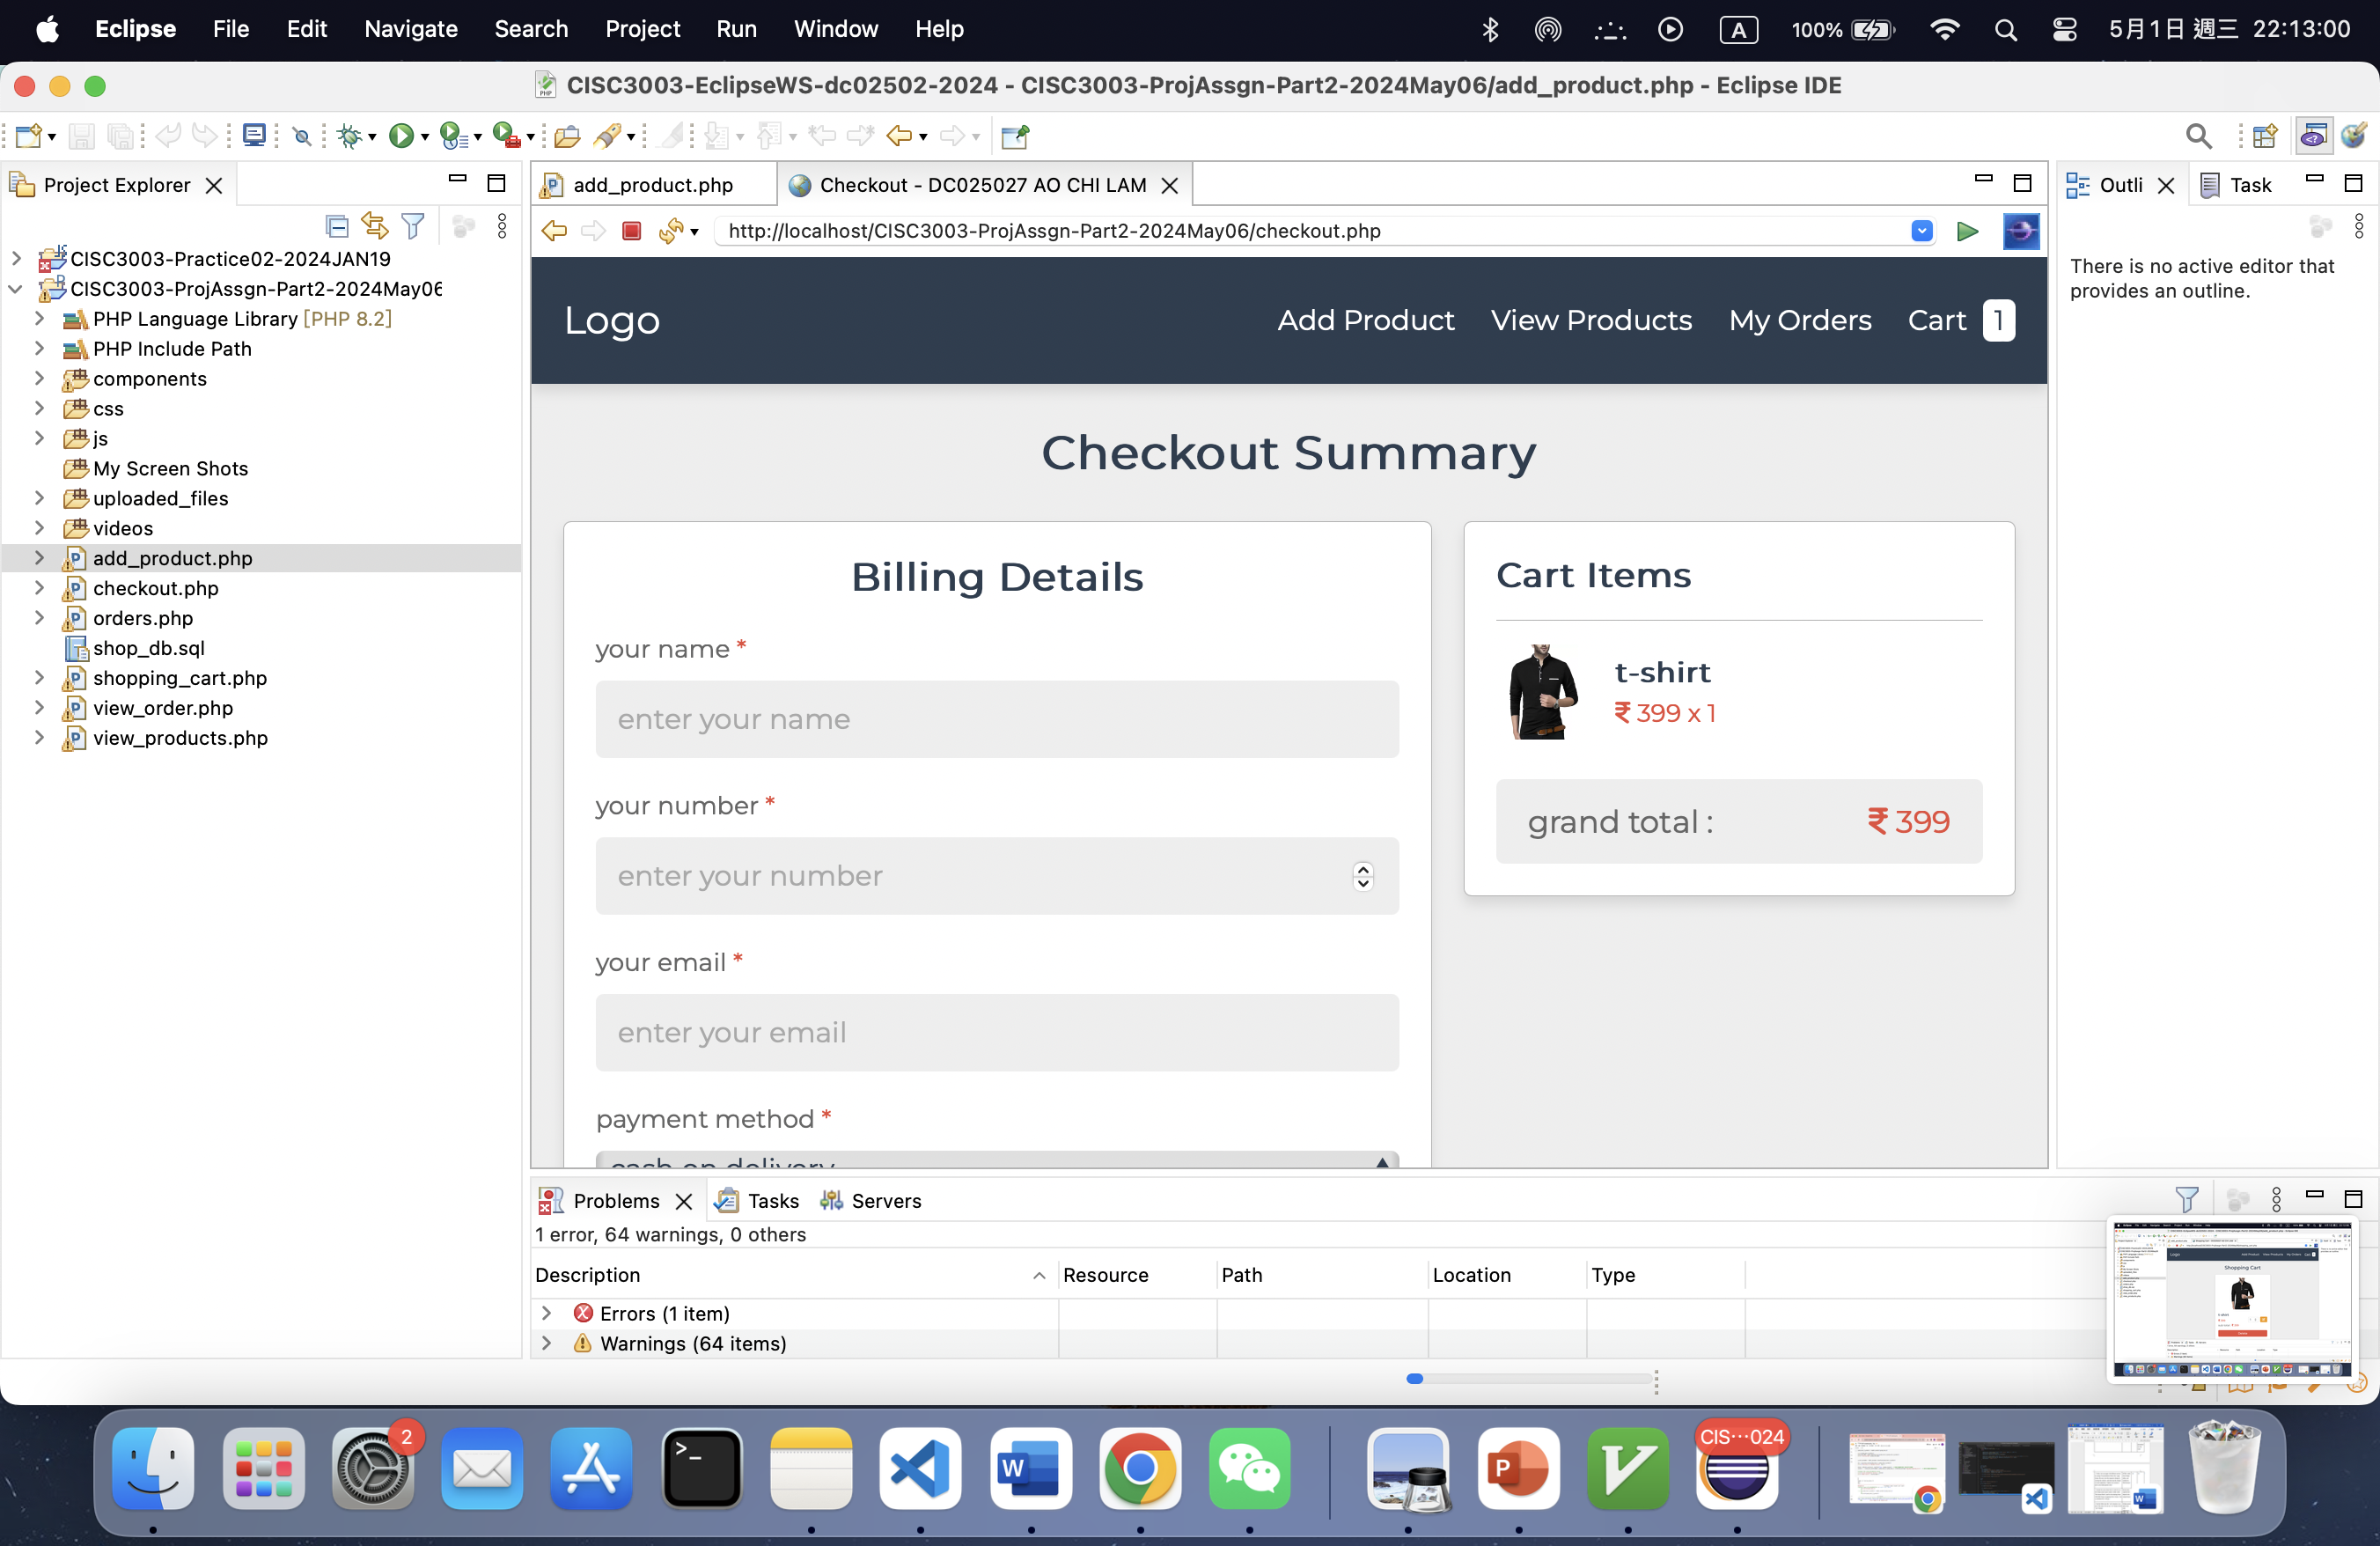 Eclipse File Edit Navigate Search Project Run Window Help A 100% 5月1日 週三 22:13:00
CISC3003-EclipseWS-dc02502-2024 - CISC3003-ProjAssgn-Part2-2024May06/add_product.php - Eclipse IDE
Project Explorer
CISC3003-Practice02-2024JAN19
CISC3003-ProjAssgn-Part2-2024May06
PHP Language Library [PHP 8.2]
PHP Include Path
components
css
js
My Screen Shots
uploaded_files
videos
add_product.php
checkout.php
orders.php
shop_db.sql
shopping_cart.php
view_order.php
view_products.php
add_product.php Checkout - DC025027 AO CHI LAM
http://localhost/CISC3003-ProjAssgn-Part2-2024May06/checkout.php
Logo Add Product View Products My Orders Cart 1
Checkout Summary
Billing Details
your name *
enter your name
your number *
enter your number
your email *
enter your email
payment method *
cash on delivery
Cart Items
t-shirt
₹ 399 x 1
grand total : ₹ 399
Outli Task
There is no active editor that
provides an outline.
Problems Tasks Servers
1 error, 64 warnings, 0 others
Description Resource Path Location Type
Errors (1 item)
Warnings (64 items)
Shopping Cart
2
CIS···024